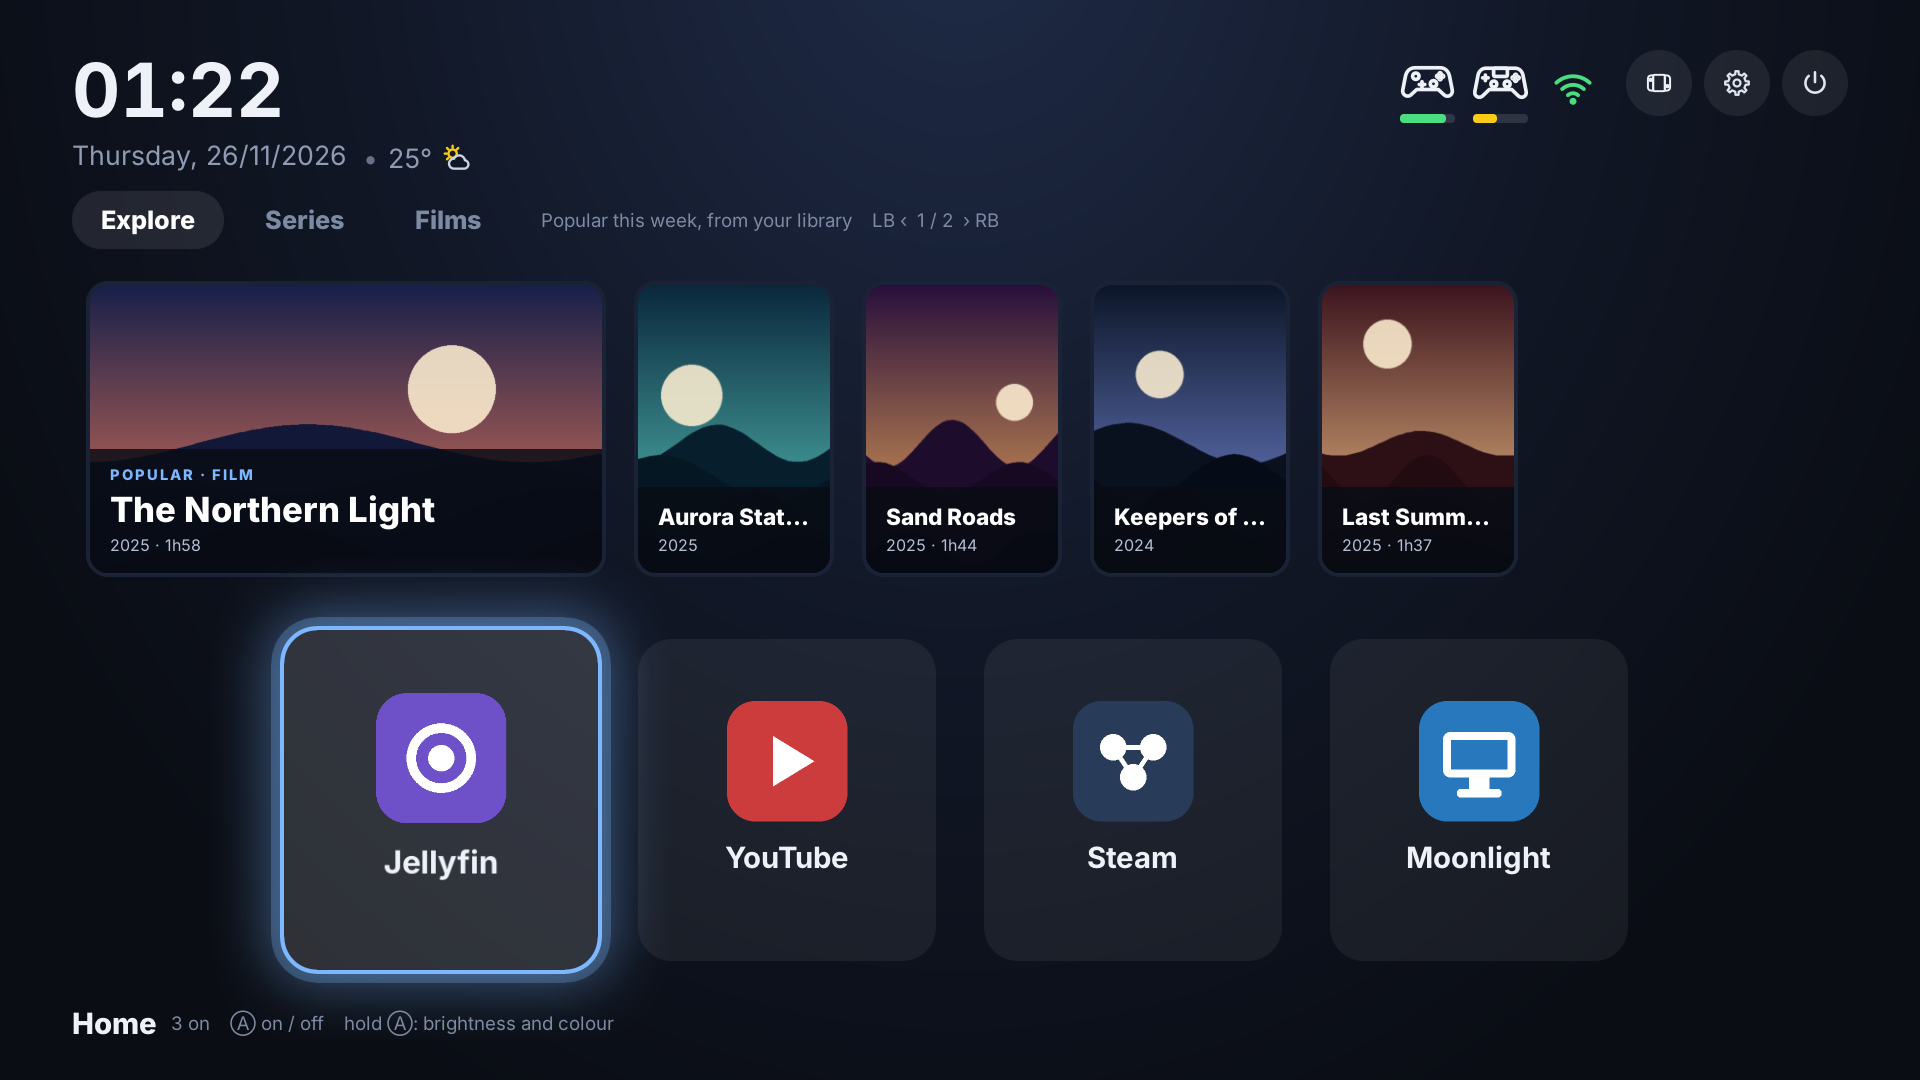 01:22
Thursday, 26/11/2026 • 25°
Explore Series Films Popular this week, from your library LB ‹ 1 / 2 › RB
POPULAR · FILM
The Northern Light
2025 · 1h58
Aurora Stat...
2025
Sand Roads
2025 · 1h44
Keepers of ...
2024
Last Summ...
2025 · 1h37
Jellyfin
YouTube
Steam
Moonlight
Home 3 on Ⓐ on / off hold Ⓐ: brightness and colour